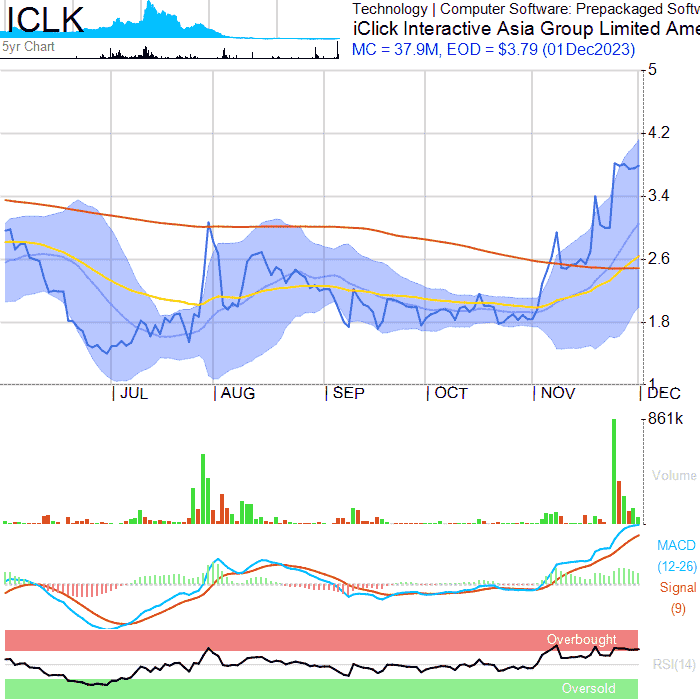 ICLK
5yr Chart
Technology | Computer Software: Prepackaged Softw
iClick Interactive Asia Group Limited Ame
MC = 37.9M, EOD = $3.79 (01Dec2023)
5
4.2
3.4
2.6
1.8
1
| JUL | AUG | SEP | OCT | NOV | DEC
861k
Volume
MACD
(12-26)
Signal
(9)
Overbought
RSI(14)
Oversold